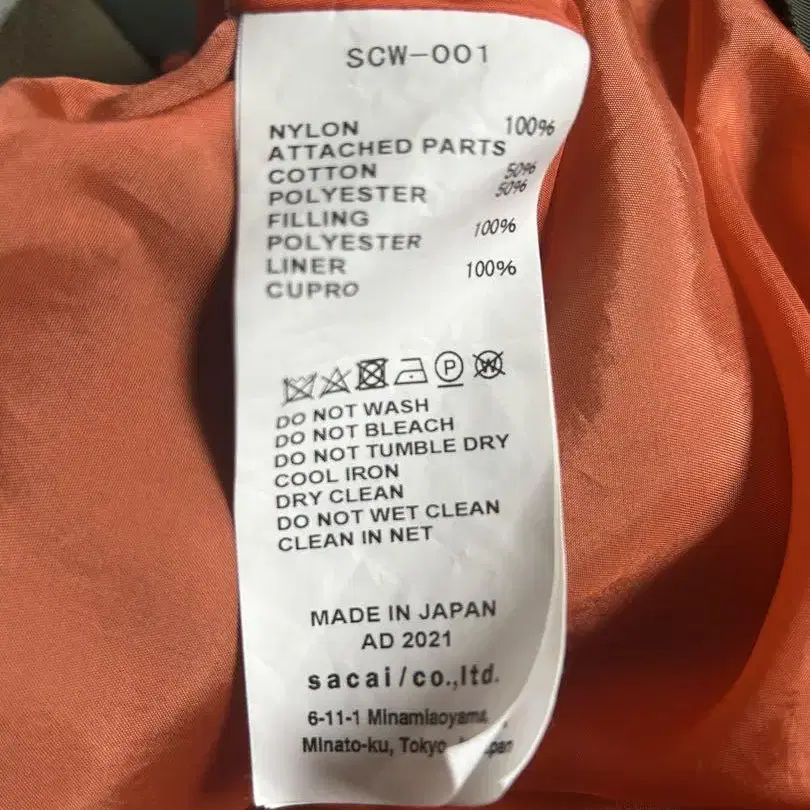 SCW-001
NYLON 100%
ATTACHED PARTS
COTTON 50%
POLYESTER 50%
FILLING
POLYESTER 100%
LINER
CUPRO 100%
DO NOT WASH
DO NOT BLEACH
DO NOT TUMBLE DRY
COOL IRON
DRY CLEAN
DO NOT WET CLEAN
CLEAN IN NET
MADE IN JAPAN
AD 2021
sacai/co.,ltd.
6-11-1 Minamiaoyama,
Minato-ku, Tokyo